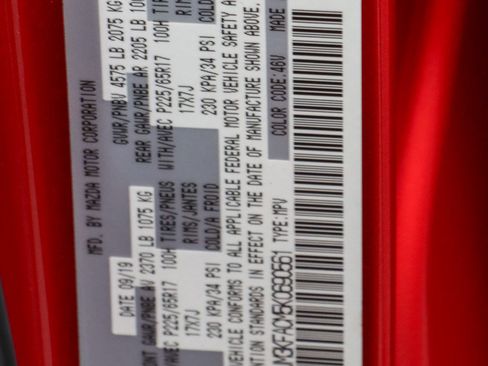 MFD. BY MAZDA MOTOR CORPORATION
DATE 09/19 GVWR/PNBV 4575 LB 2075 KG
GAWR/PNBE AV 2370 LB 1075 KG REAR GAWR/PNBE AR 2205 LB
P225/65R17 100H TIRES/PNEUS WITH/AVEC P225/65R17 100H
17X7J RIMS/JANTES 17X7J
230 KPA/34 PSI COLD/A FROID 230 KPA/34 PSI COLD/
VEHICLE CONFORMS TO ALL APPLICABLE FEDERAL MOTOR VEHICLE SAFETY
STANDARDS IN EFFECT ON THE DATE OF MANUFACTURE SHOWN ABOVE.
TYPE:MPV COLOR CODE:46V MADE